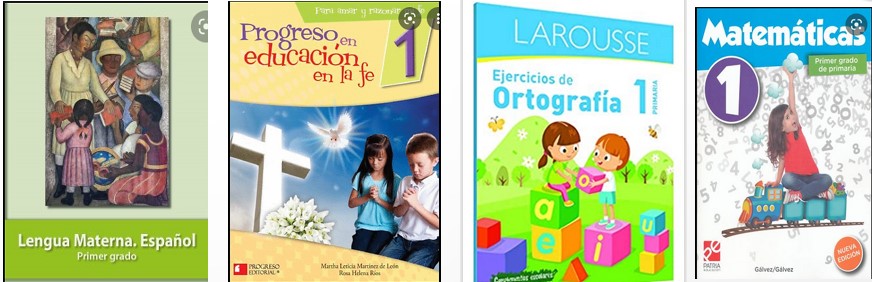 Lengua Materna. Español
Primer grado
Para amar y razonar
Progreso en
educación
en la fe
1
PROGRESO
EDITORIAL
Martha Leticia Martínez de León
Rosa Helena Ríos
LAROUSSE
Ejercicios de
Ortografía 1
PRIMARIA
a
a
e
i
u
Matemáticas
Primer grado
de primaria
1
PATRIA
NUEVA
EDICIÓN
Gálvez/Gálvez